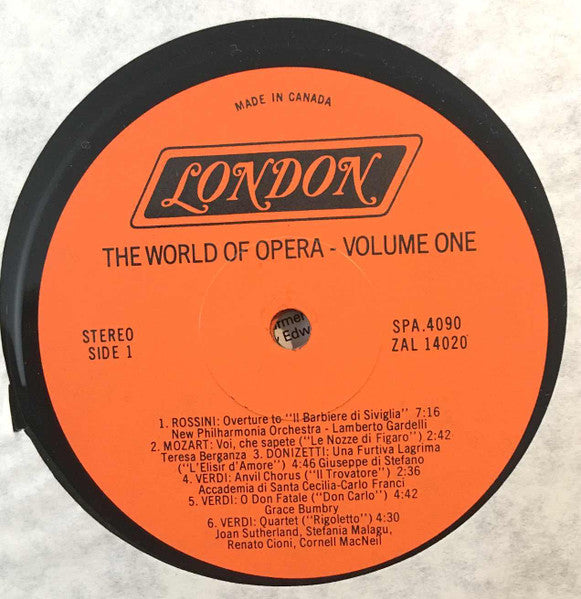 MADE IN CANADA
LONDON
THE WORLD OF OPERA - VOLUME ONE
STEREO
SIDE 1
SPA.4090
ZAL 14020
1. ROSSINI: Overture to "Il Barbiere di Siviglia" 7:16
New Philharmonia Orchestra - Lamberto Gardelli
2. MOZART: Voi, che sapete ("Le Nozze di Figaro") 2:42
Teresa Berganza 3. DONIZETTI: Una Furtiva Lagrima
("L'Elisir d'Amore") 4:46 Giuseppe di Stefano
4. VERDI: Anvil Chorus ("Il Trovatore") 2:36
Accademia di Santa Cecilia-Carlo Franci
5. VERDI: O Don Fatale ("Don Carlo") 4:42
Grace Bumbry
6. VERDI: Quartet ("Rigoletto") 4:30
Joan Sutherland, Stefania Malagu,
Renato Cioni, Cornell MacNeil